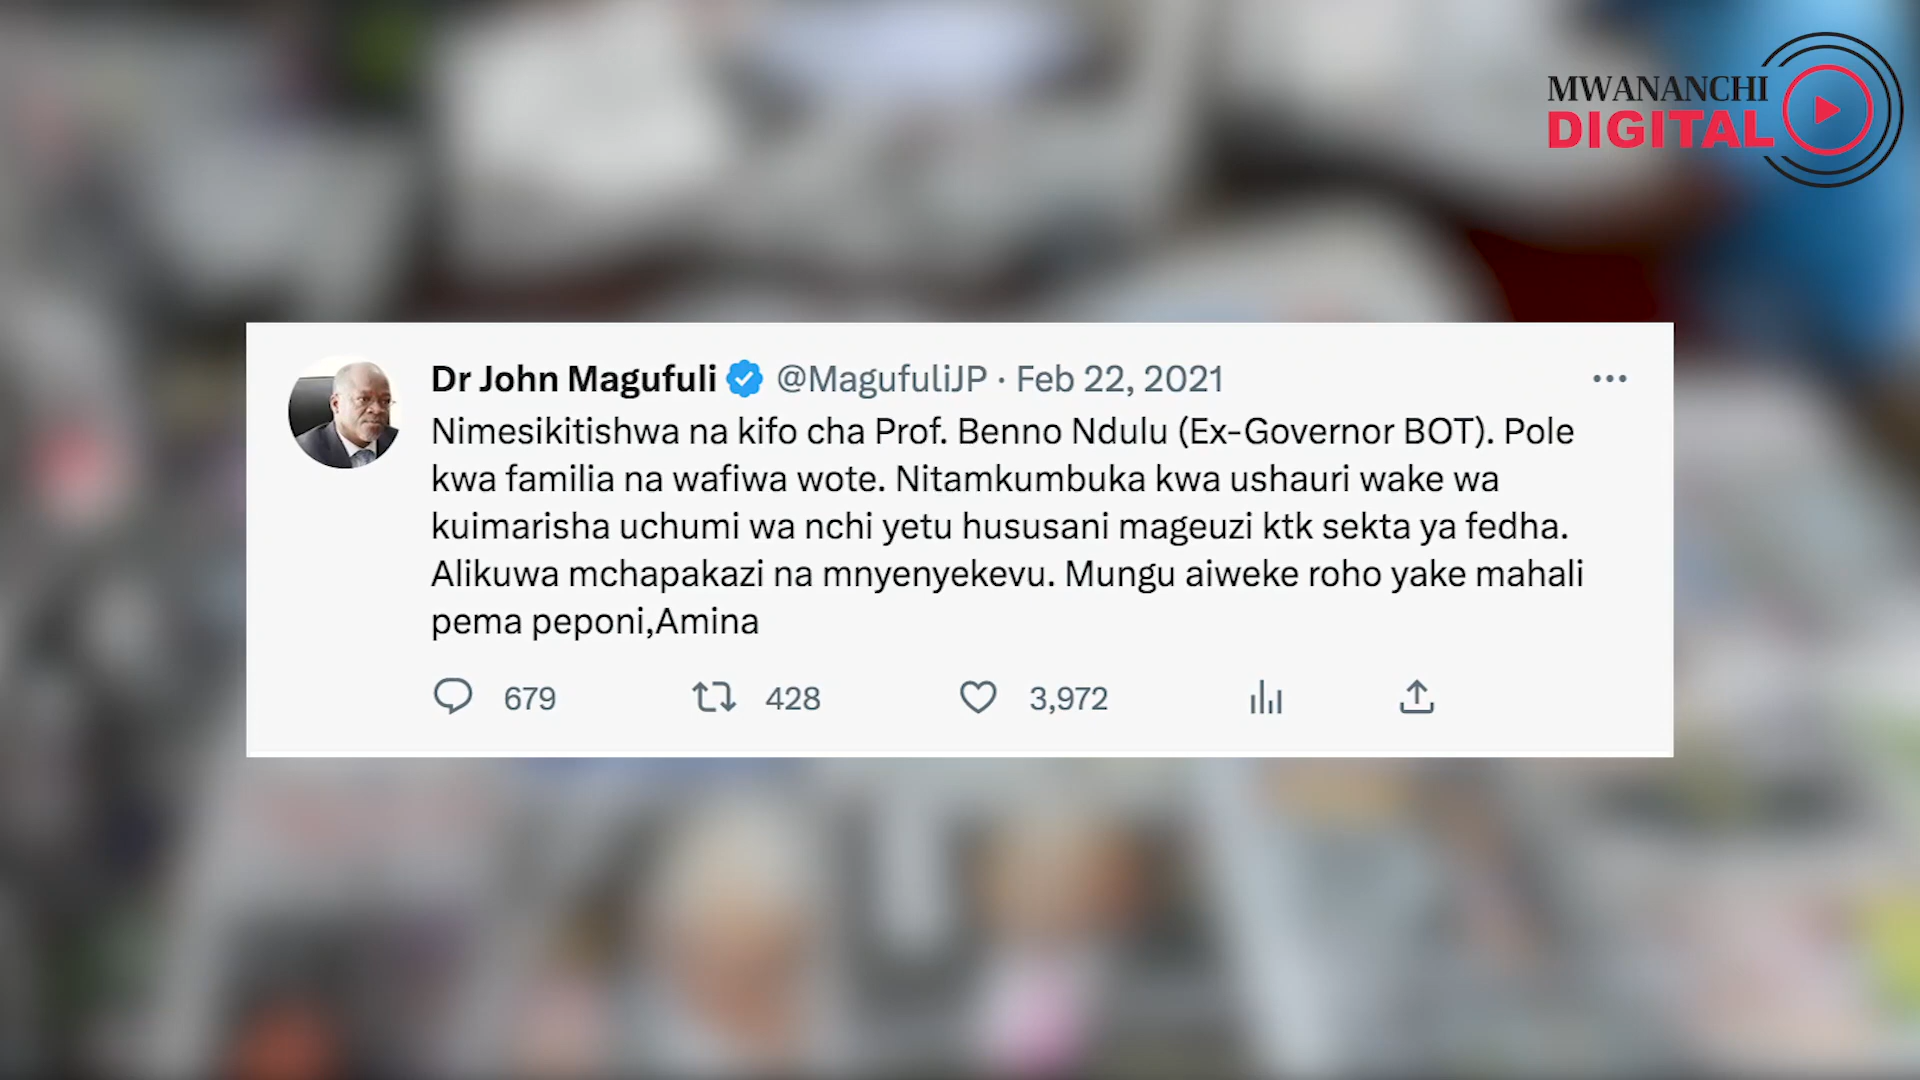 MWANANCHI
DIGITAL
Dr John Magufuli @MagufuliJP · Feb 22, 2021
Nimesikitishwa na kifo cha Prof. Benno Ndulu (Ex-Governor BOT). Pole
kwa familia na wafiwa wote. Nitamkumbuka kwa ushauri wake wa
kuimarisha uchumi wa nchi yetu hususani mageuzi ktk sekta ya fedha.
Alikuwa mchapakazi na mnyenyekevu. Mungu aiweke roho yake mahali
pema peponi,Amina
679 428 3,972